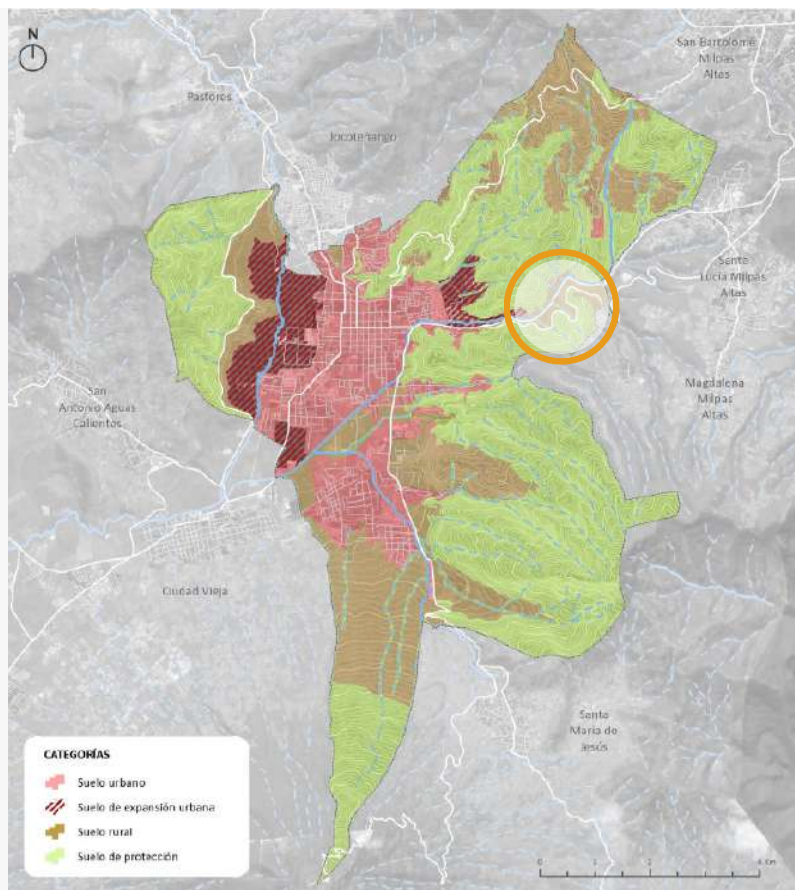 N
San Bartolomé
Milpas
Altas
Pastores
Jocotenango
Santa
Lucía Milpas
Altas
San
Antonio Aguas
Calientes
Magdalena
Milpas
Altas
Ciudad Vieja
Santa
María de
Jesús
CATEGORÍAS
Suelo urbano
Suelo de expansión urbana
Suelo rural
Suelo de protección
0 1 2 4 Km